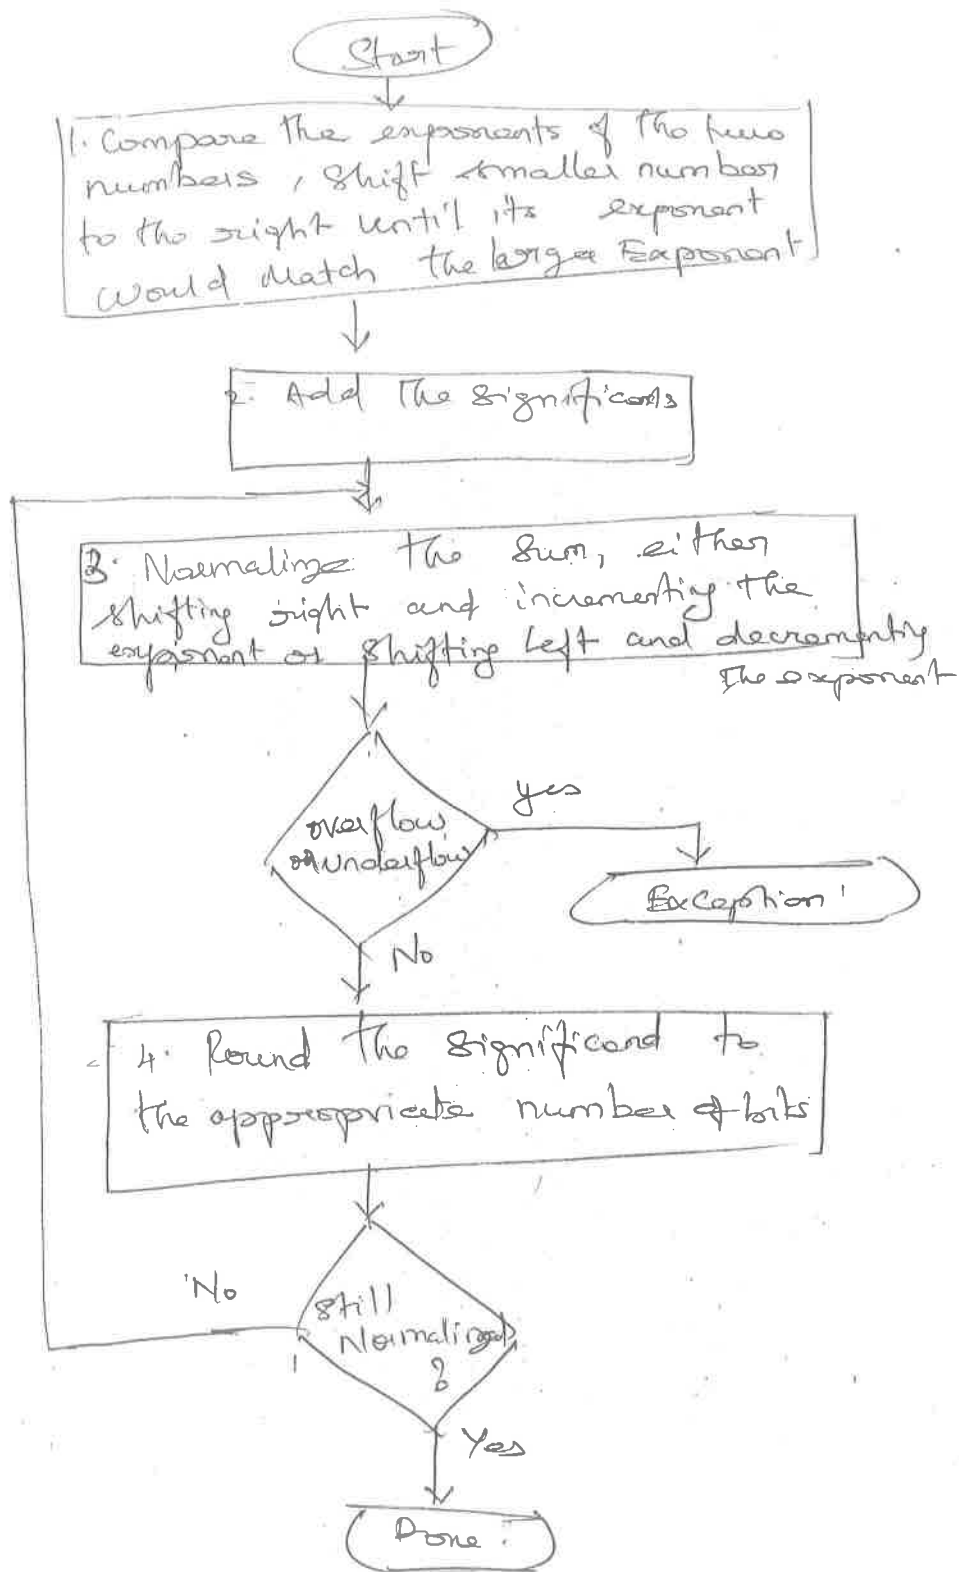 Start
1. Compare the exponents of the two
numbers, Shift smaller number
to the right until its exponent
would Match the larger Exponent
2. Add The Significands
3. Normalize the Sum, either
shifting right and incrementing the
exponent or Shifting Left and decrementing
The exponent
overflow
or Underflow
yes
Exception
No
4. Round the Significand to
the appropriate number of bits
No
Still
Normalized
?
Yes
Done.